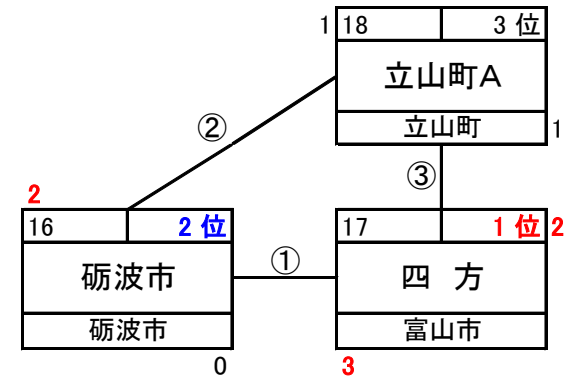 1 18 3 位
立山町A
立山町 1
②
③
2
16 2 位
砺波市
砺波市
0
①
17 1 位 2
四 方
富山市
3